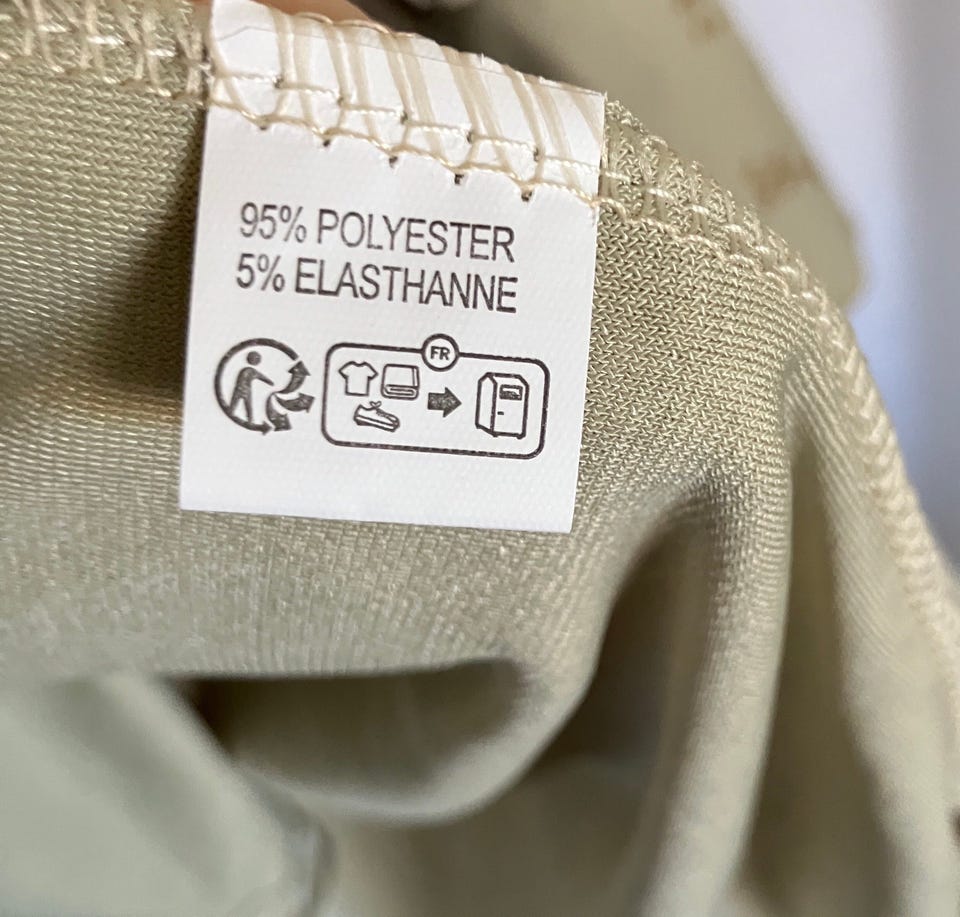 95% POLYESTER
5% ELASTHANNE
FR